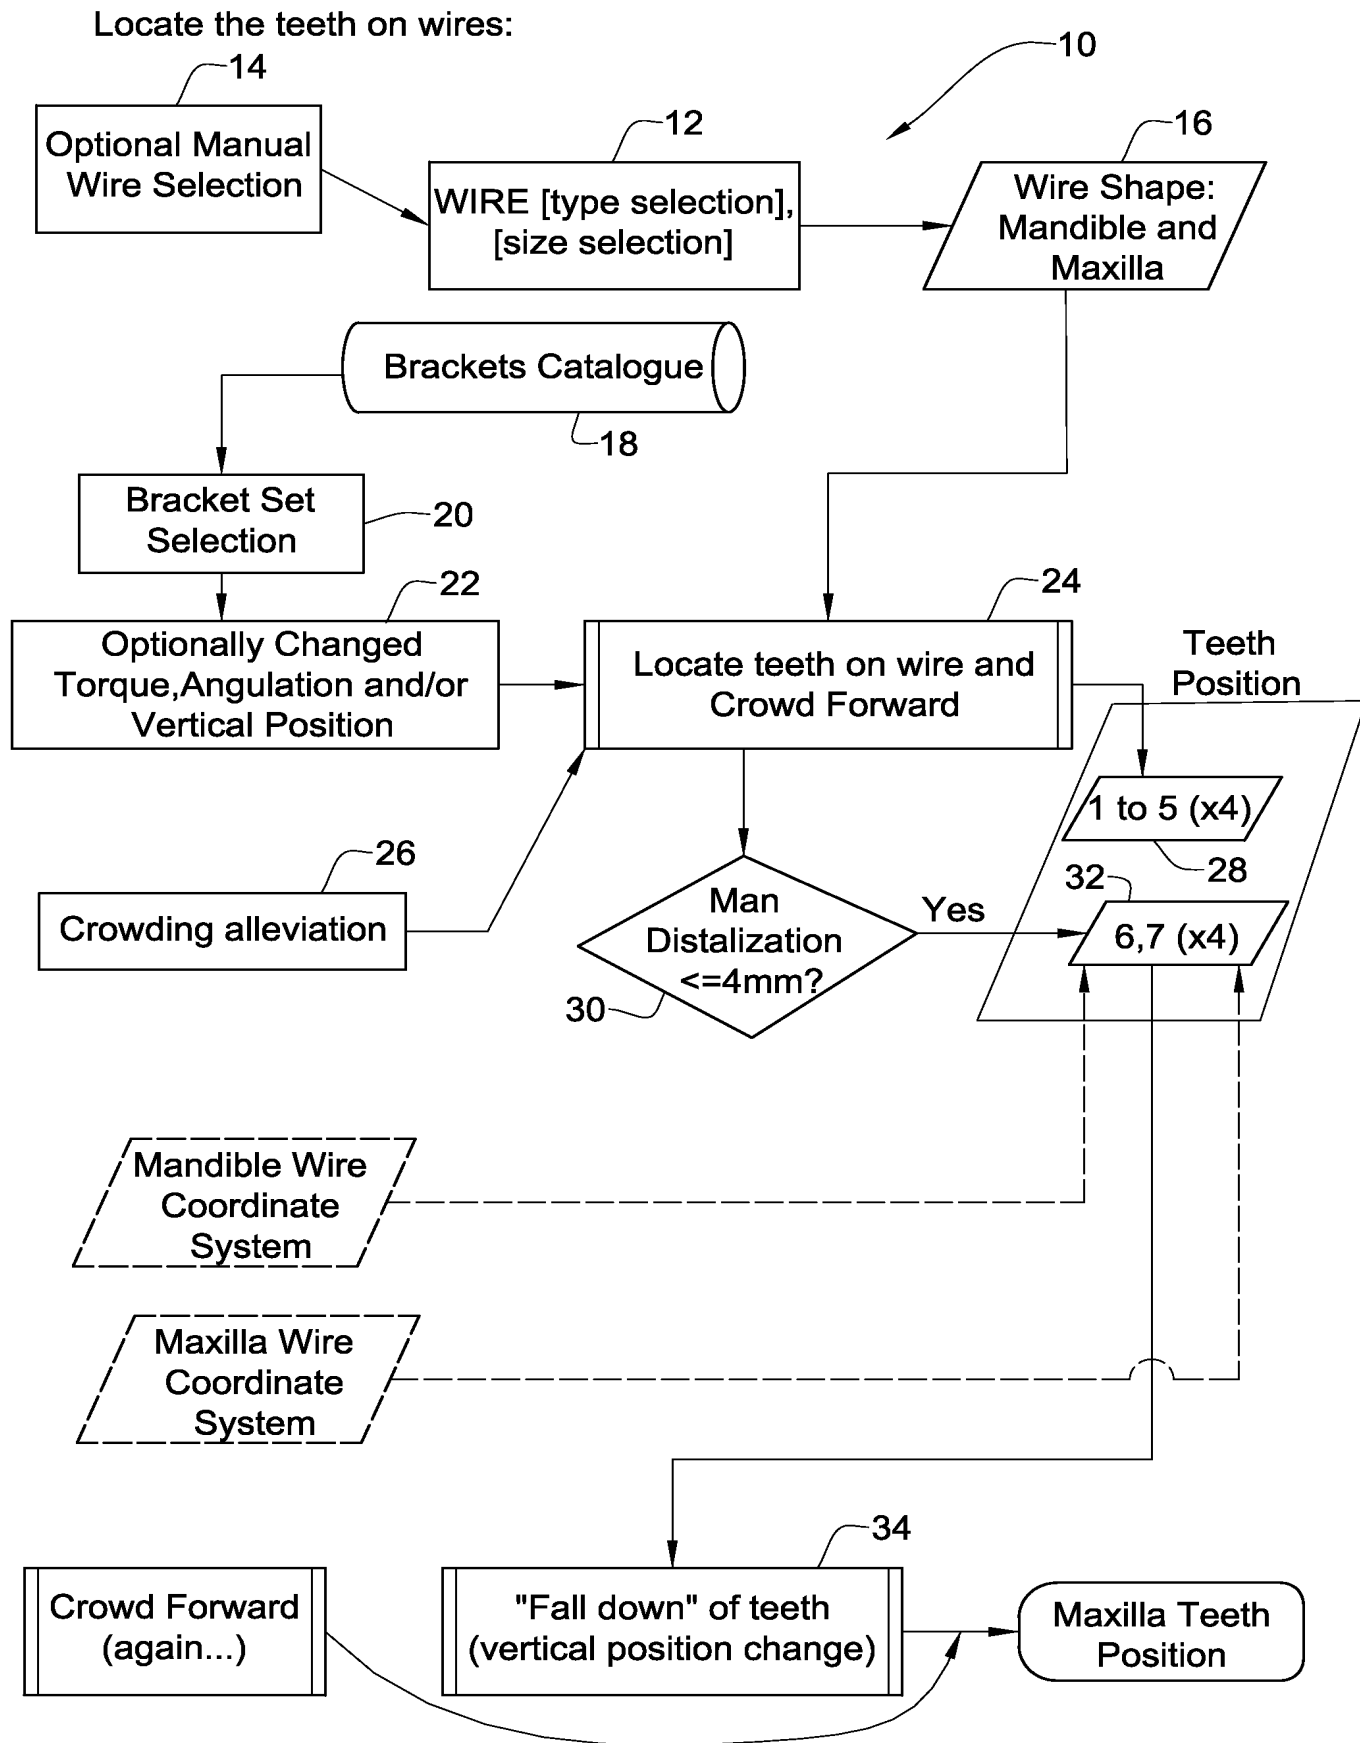 Locate the teeth on wires:
14
10
12
16
Optional Manual
Wire Selection
WIRE [type selection],
[size selection]
Wire Shape:
Mandible and
Maxilla
Brackets Catalogue
18
Bracket Set
Selection
20
22
24
Optionally Changed
Torque,Angulation and/or
Vertical Position
Locate teeth on wire and
Crowd Forward
Teeth
Position
1 to 5 (x4)
28
26
Crowding alleviation
Man
Distalization
<=4mm?
30
Yes
32
6,7 (x4)
Mandible Wire
Coordinate
System
Maxilla Wire
Coordinate
System
34
Crowd Forward
(again...)
"Fall down" of teeth
(vertical position change)
Maxilla Teeth
Position